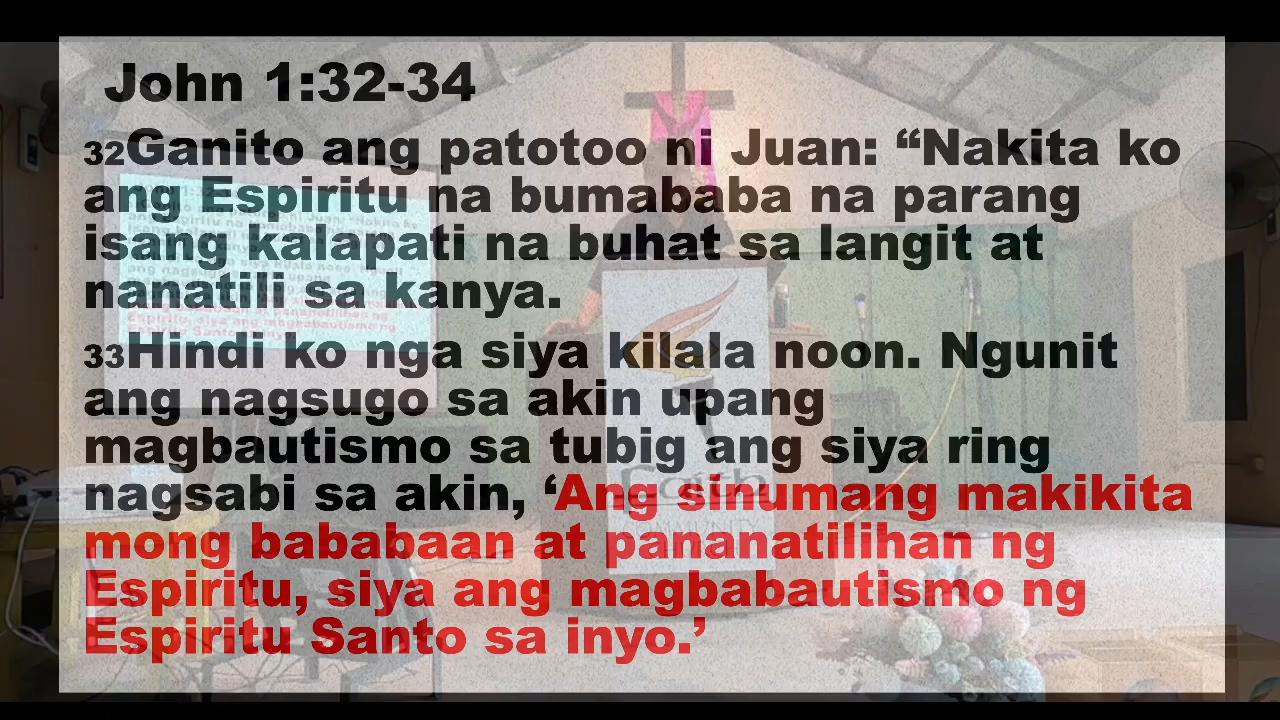 John 1:32-34
32Ganito ang patotoo ni Juan: “Nakita ko
ang Espiritu na bumababa na parang
isang kalapati na buhat sa langit at
nanatili sa kanya.
33Hindi ko nga siya kilala noon. Ngunit
ang nagsugo sa akin upang
magbautismo sa tubig ang siya ring
nagsabi sa akin, ‘Ang sinumang makikita
mong bababaan at pananatilihan ng
Espiritu, siya ang magbabautismo ng
Espiritu Santo sa inyo.’
Faith
COMMUNITY